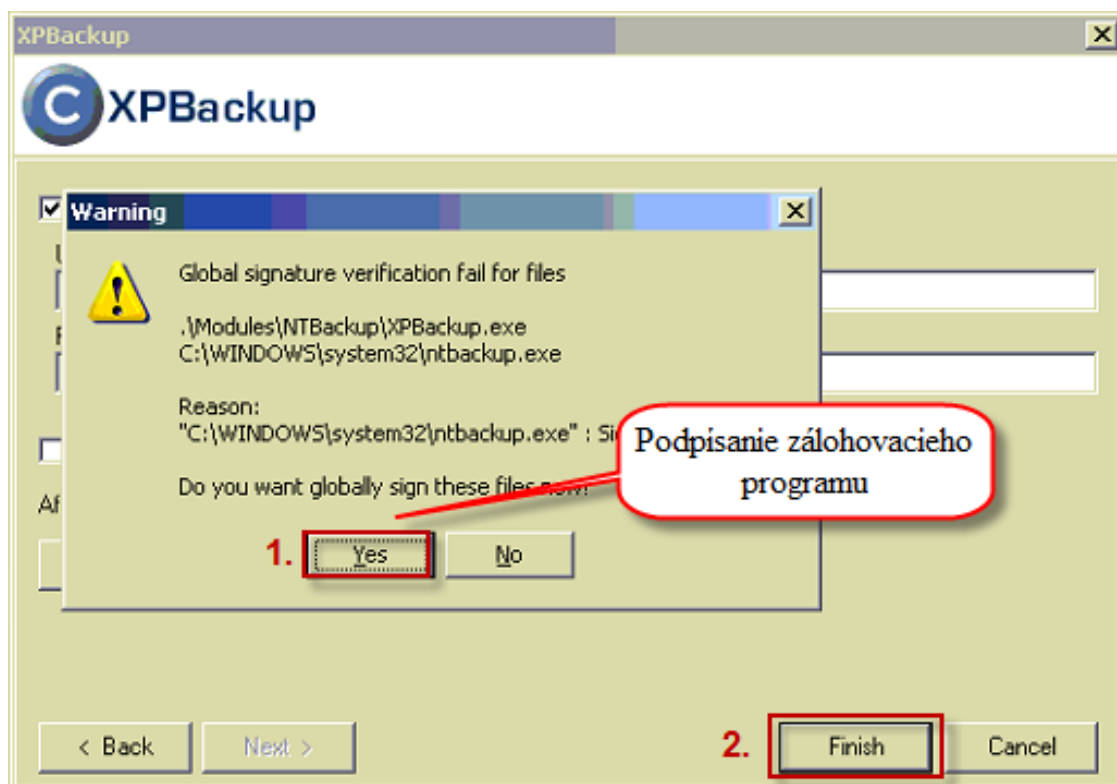 XPBackup
C XPBackup
Warning
Global signature verification fail for files
.\Modules\NTBackup\XPBackup.exe
C:\WINDOWS\system32\ntbackup.exe
Reason:
"C:\WINDOWS\system32\ntbackup.exe" :
Do you want globally sign these files now?
Podpísanie zálohovacieho
programu
1. Yes No
< Back Next > 2. Finish Cancel